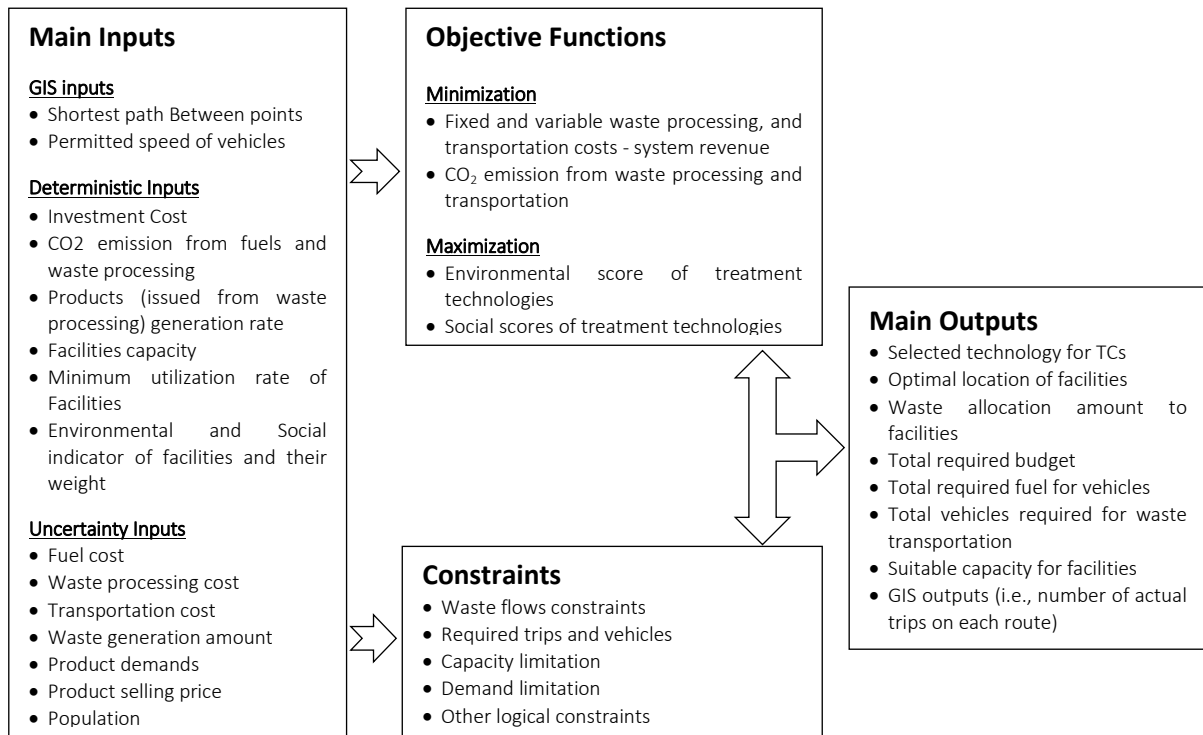 Main Inputs
GIS inputs
• Shortest path Between points
• Permitted speed of vehicles
Deterministic Inputs
• Investment Cost
• CO2 emission from fuels and
waste processing
• Products (issued from waste
processing) generation rate
• Facilities capacity
• Minimum utilization rate of
Facilities
• Environmental and Social
indicator of facilities and their
weight
Uncertainty Inputs
• Fuel cost
• Waste processing cost
• Transportation cost
• Waste generation amount
• Product demands
• Product selling price
• Population
Objective Functions
Minimization
• Fixed and variable waste processing, and
transportation costs - system revenue
• CO₂ emission from waste processing and
transportation
Maximization
• Environmental score of treatment
technologies
• Social scores of treatment technologies
Constraints
• Waste flows constraints
• Required trips and vehicles
• Capacity limitation
• Demand limitation
• Other logical constraints
Main Outputs
• Selected technology for TCs
• Optimal location of facilities
• Waste allocation amount to
facilities
• Total required budget
• Total required fuel for vehicles
• Total vehicles required for waste
transportation
• Suitable capacity for facilities
• GIS outputs (i.e., number of actual
trips on each route)